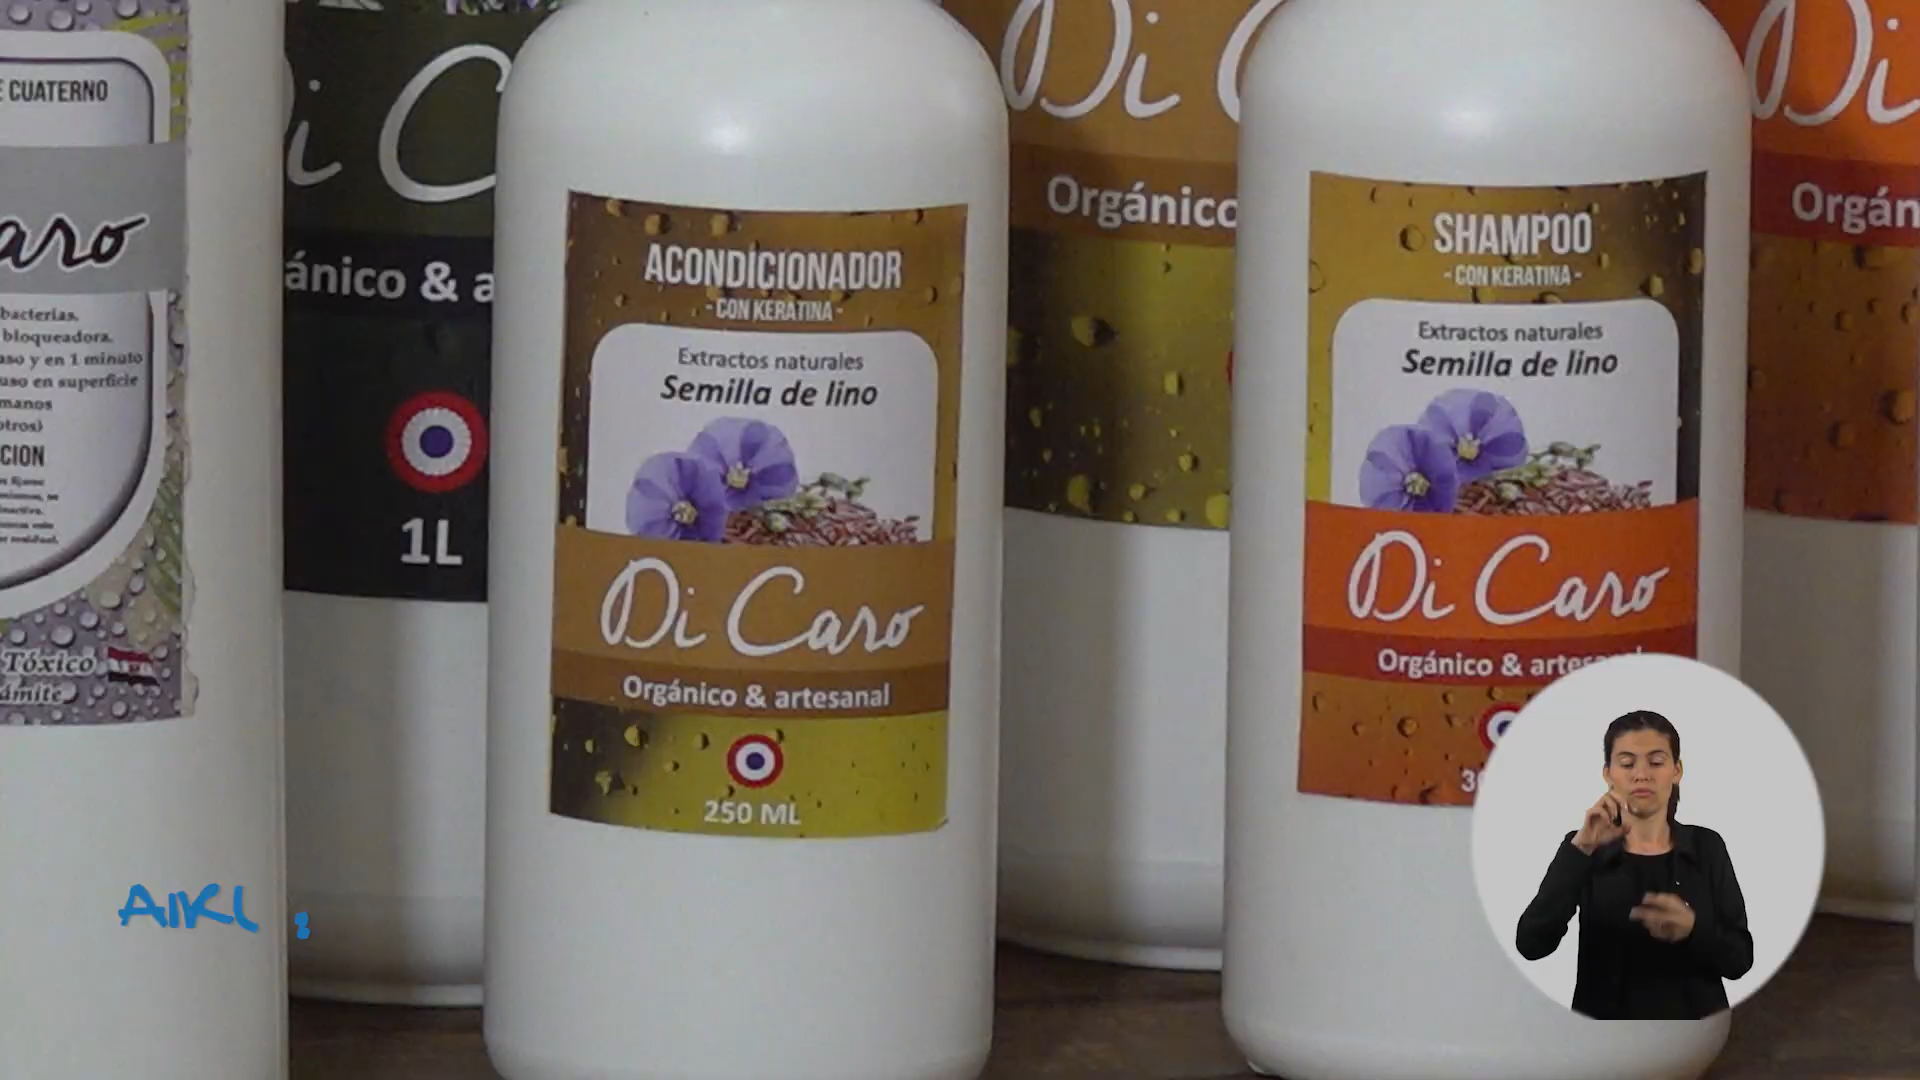 E CUATERNO
aro
bacterias.
bloqueadora.
aso y en 1 minuto
uso en superficie
manos
otros)
CION
Tóxico
ámite
Di C
ánico & a
1L
ACONDICIONADOR
- CON KERATINA -
Extractos naturales
Semilla de lino
Di Caro
Orgánico & artesanal
250 ML
Di C
Orgánico
SHAMPOO
- CON KERATINA -
Extractos naturales
Semilla de lino
Di Caro
Orgánico & artesanal
Di
Orgán